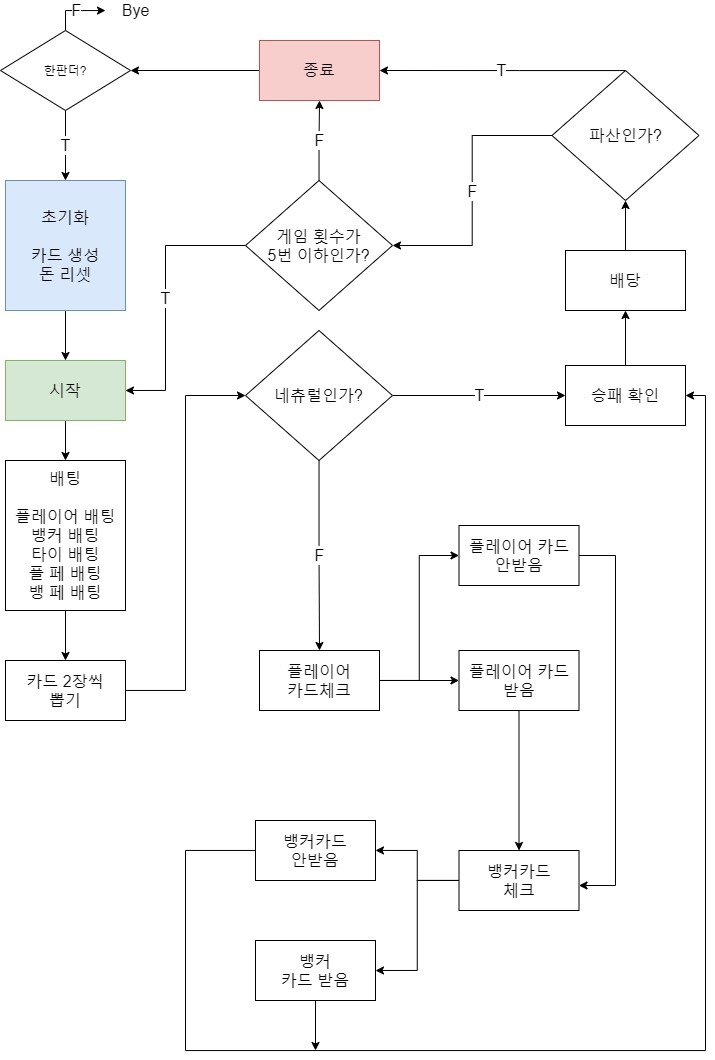 F
Bye
한판더?
종료
T
파산인가?
T
F
F
초기화
카드 생성
돈 리셋
게임 횟수가
5번 이하인가?
T
배당
시작
네츄럴인가?
T
승패 확인
배팅
플레이어 배팅
뱅커 배팅
타이 배팅
플 페 배팅
뱅 페 배팅
F
플레이어 카드
안받음
카드 2장씩
뽑기
플레이어
카드체크
플레이어 카드
받음
뱅커카드
안받음
뱅커카드
체크
뱅커
카드 받음